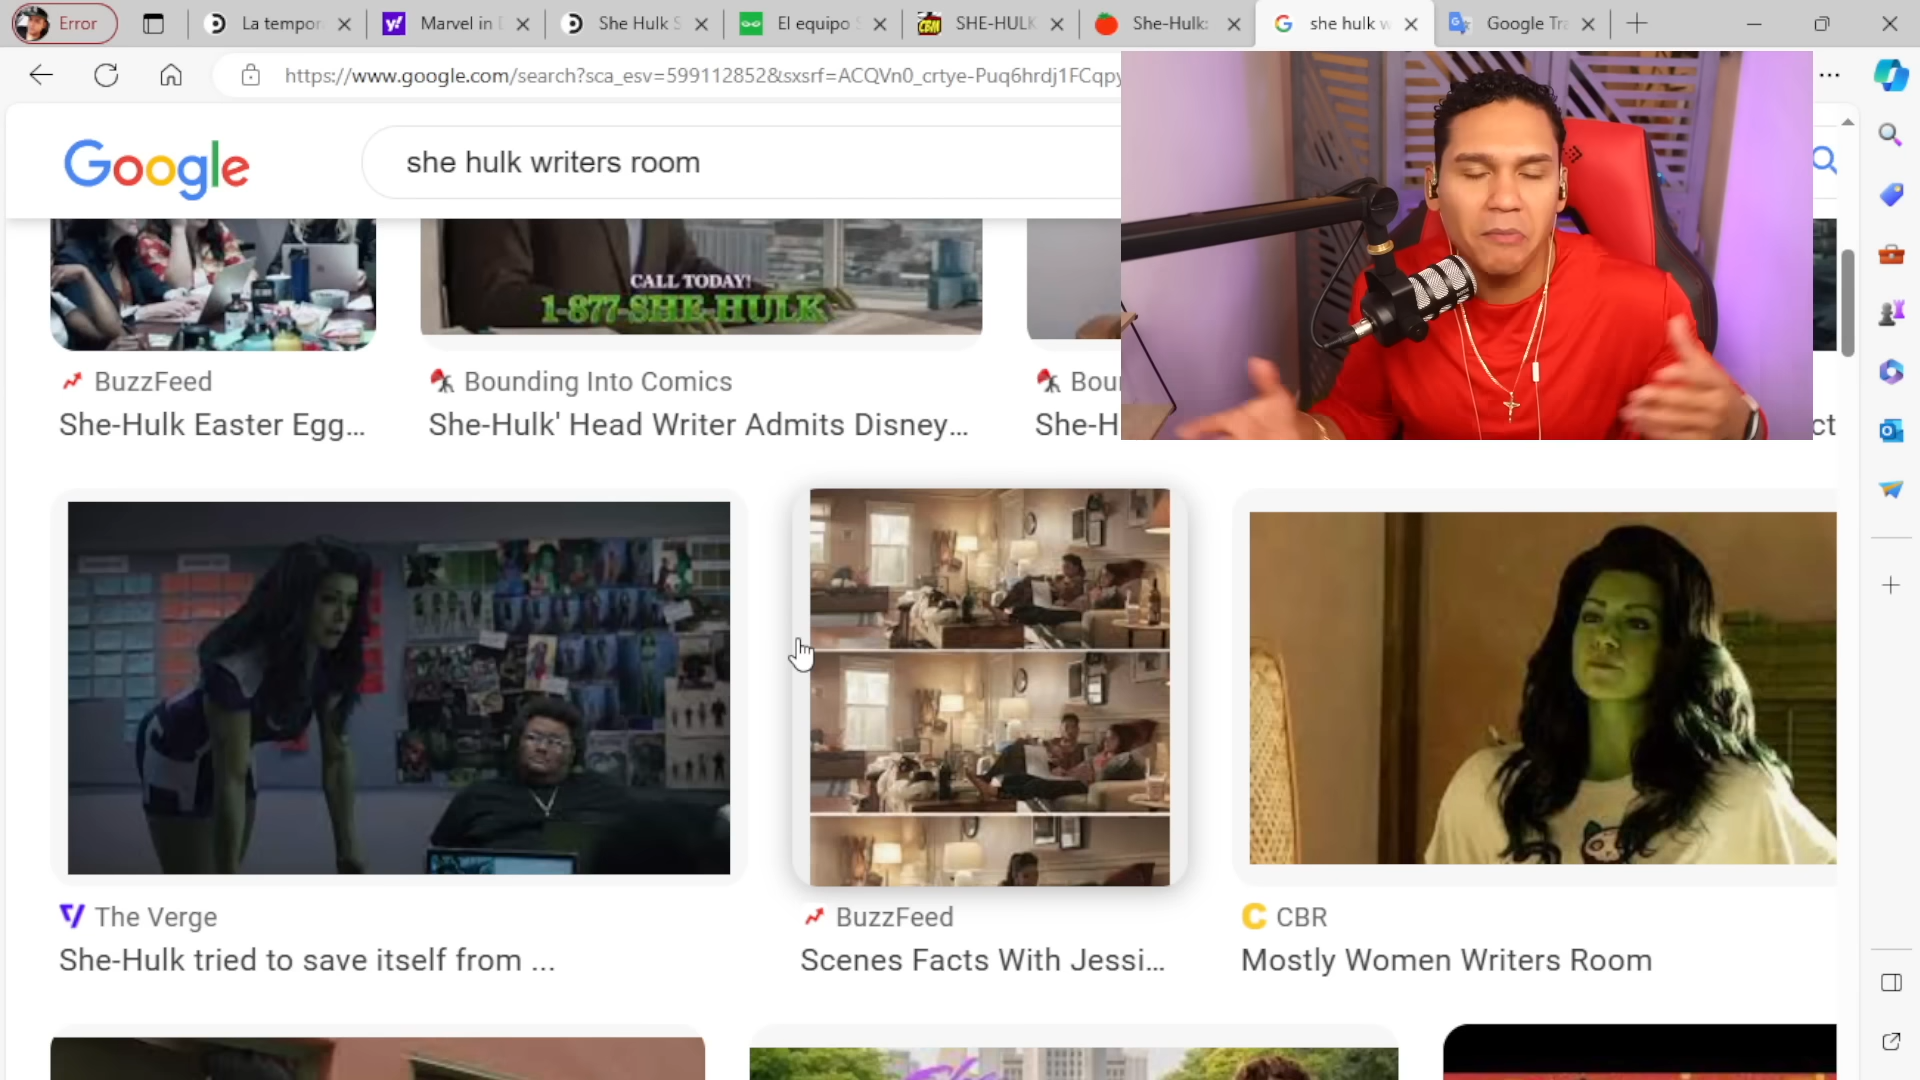 Error
La tempor
Marvel in
She Hulk S
El equipo
SHE-HULK
She-Hulk:
she hulk w
Google Tra
https://www.google.com/search?sca_esv=599112852&sxsrf=ACQVn0_crtye-Puq6hrdj1FCqpy
Google
she hulk writers room
CALL TODAY!
1-877-SHE-HULK
BuzzFeed
Bounding Into Comics
Bou
She-Hulk Easter Egg...
She-Hulk' Head Writer Admits Disney...
She-H
ct
The Verge
BuzzFeed
CBR
She-Hulk tried to save itself from ...
Scenes Facts With Jessi...
Mostly Women Writers Room